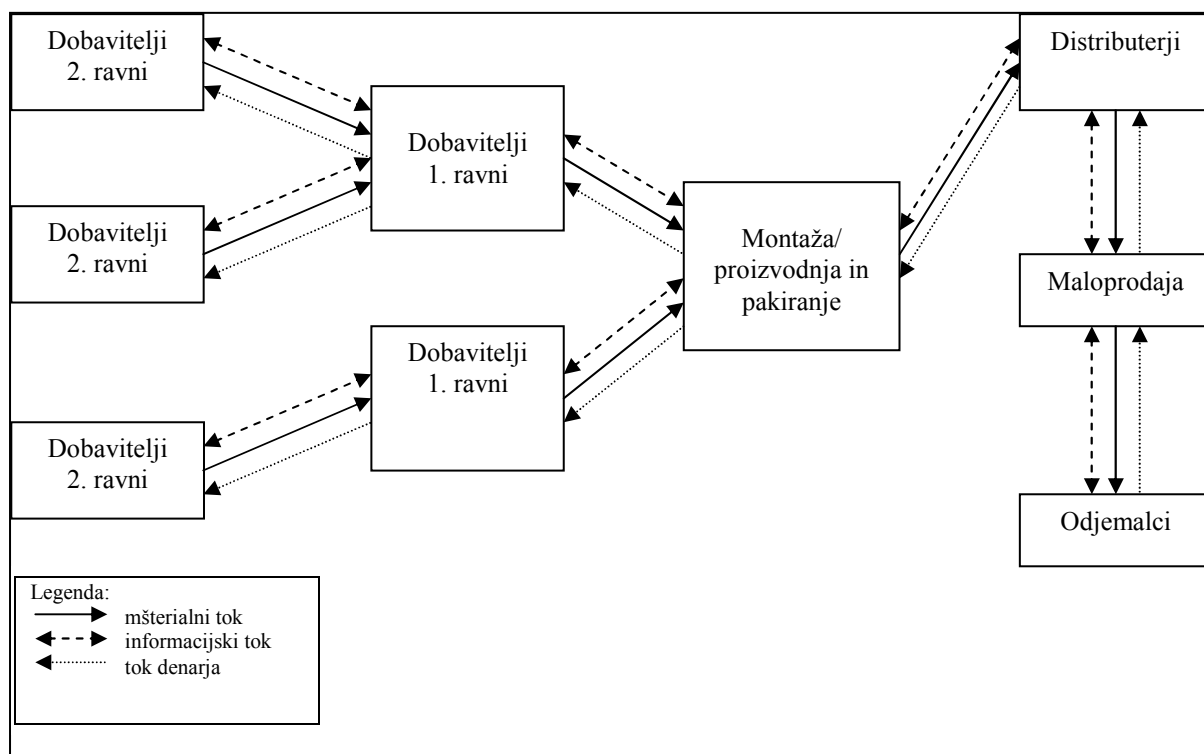 Dobavitelji
2. ravni
Dobavitelji
2. ravni
Dobavitelji
2. ravni
Dobavitelji
1. ravni
Dobavitelji
1. ravni
Montaža/
proizvodnja in
pakiranje
Distributerji
Maloprodaja
Odjemalci
Legenda:
mšterialni tok
informacijski tok
tok denarja